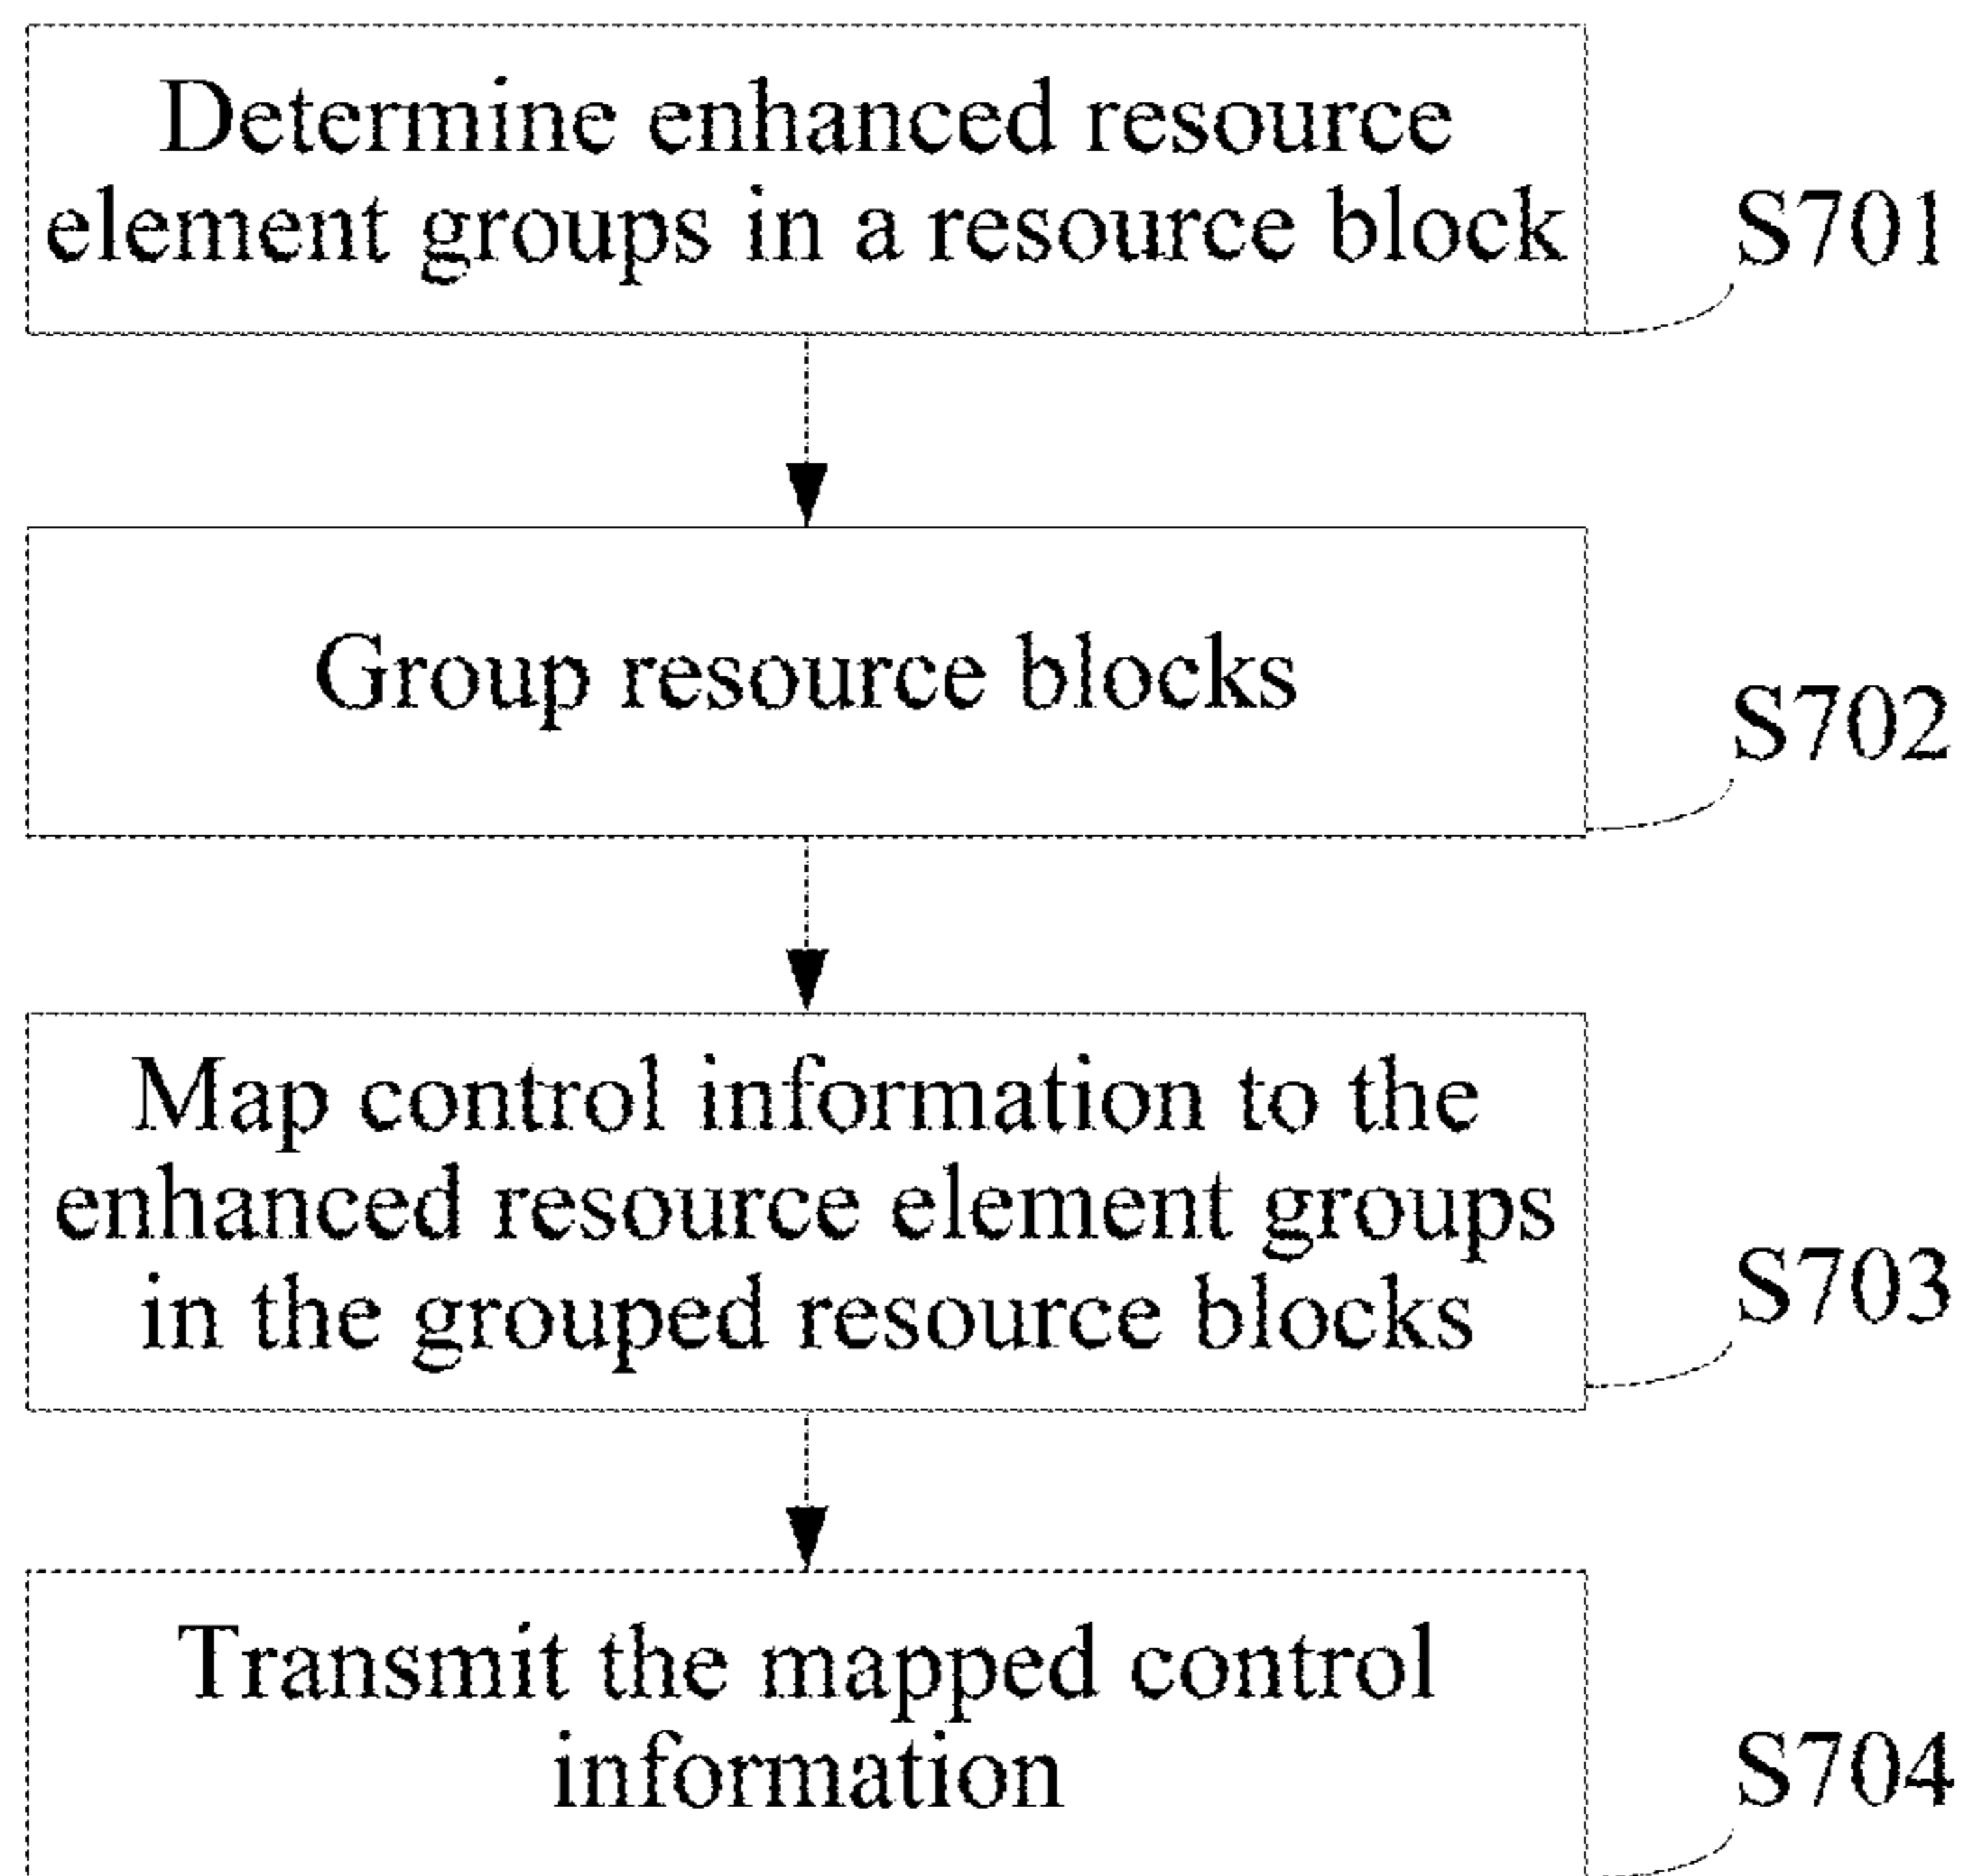 Determine enhanced resource
element groups in a resource block
S701
Group resource blocks
S702
Map control information to the
enhanced resource element groups
in the grouped resource blocks
S703
Transmit the mapped control
information
S704